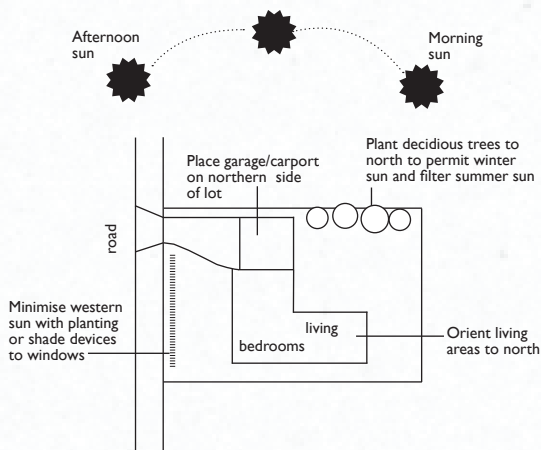 Afternoon
sun
Morning
sun
Place garage/carport
on northern side
of lot
Plant decidious trees to
north to permit winter
sun and filter summer sun
road
Minimise western
sun with planting
or shade devices
to windows
living
bedrooms
Orient living
areas to north